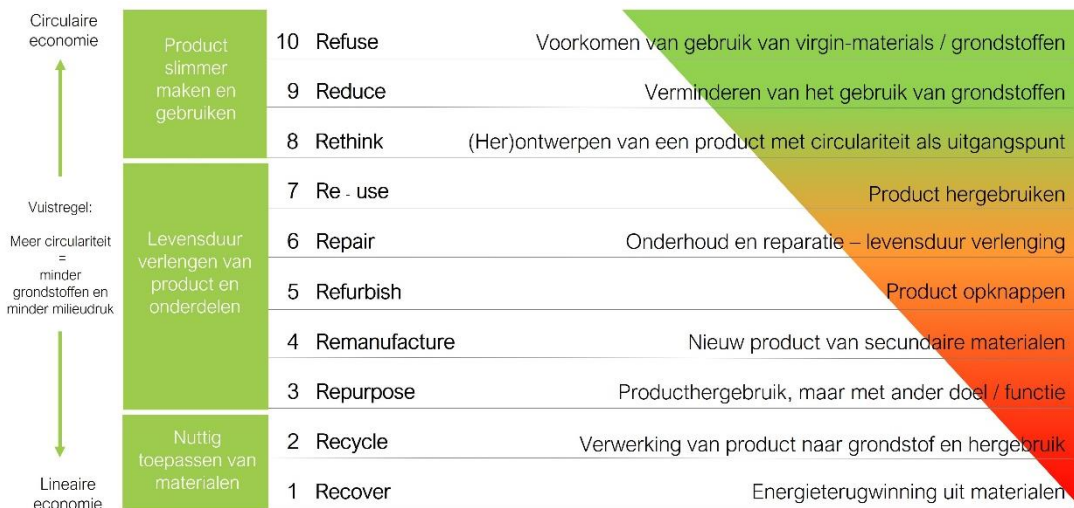 Circulaire
economie
Vuistregel:
Meer circulariteit
=
minder
grondstoffen en
minder milieudruk
Lineaire
economie
Product
slimmer
maken en
gebruiken
10 Refuse Voorkomen van gebruik van virgin-materials / grondstoffen
9 Reduce Verminderen van het gebruik van grondstoffen
8 Rethink (Her)ontwerpen van een product met circulariteit als uitgangspunt
Levensduur
verlengen van
product en
onderdelen
7 Re - use Product hergebruiken
6 Repair Onderhoud en reparatie – levensduur verlenging
5 Refurbish Product opknappen
4 Remanufacture Nieuw product van secundaire materialen
3 Repurpose Producthergebruik, maar met ander doel / functie
Nuttig
toepassen van
materialen
2 Recycle Verwerking van product naar grondstof en hergebruik
1 Recover Energieterugwinning uit materialen